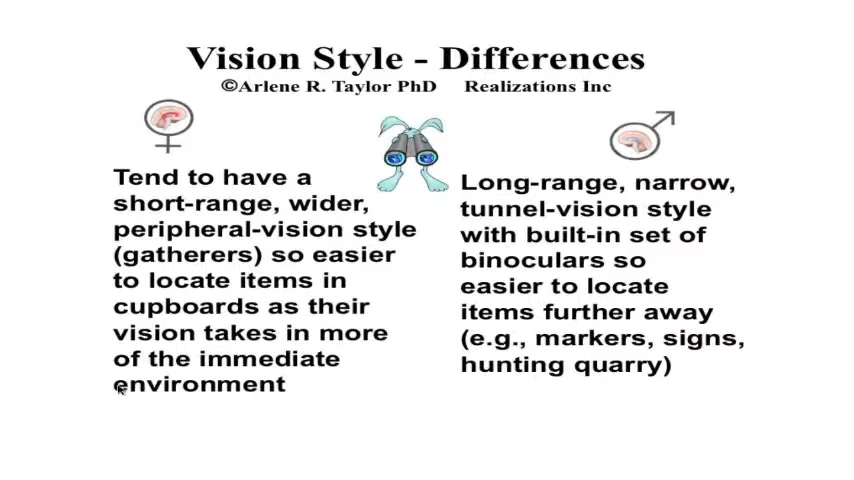 Vision Style - Differences
©Arlene R. Taylor PhD Realizations Inc
Tend to have a
short-range, wider,
peripheral-vision style
(gatherers) so easier
to locate items in
cupboards as their
vision takes in more
of the immediate
environment
Long-range, narrow,
tunnel-vision style
with built-in set of
binoculars so
easier to locate
items further away
(e.g., markers, signs,
hunting quarry)